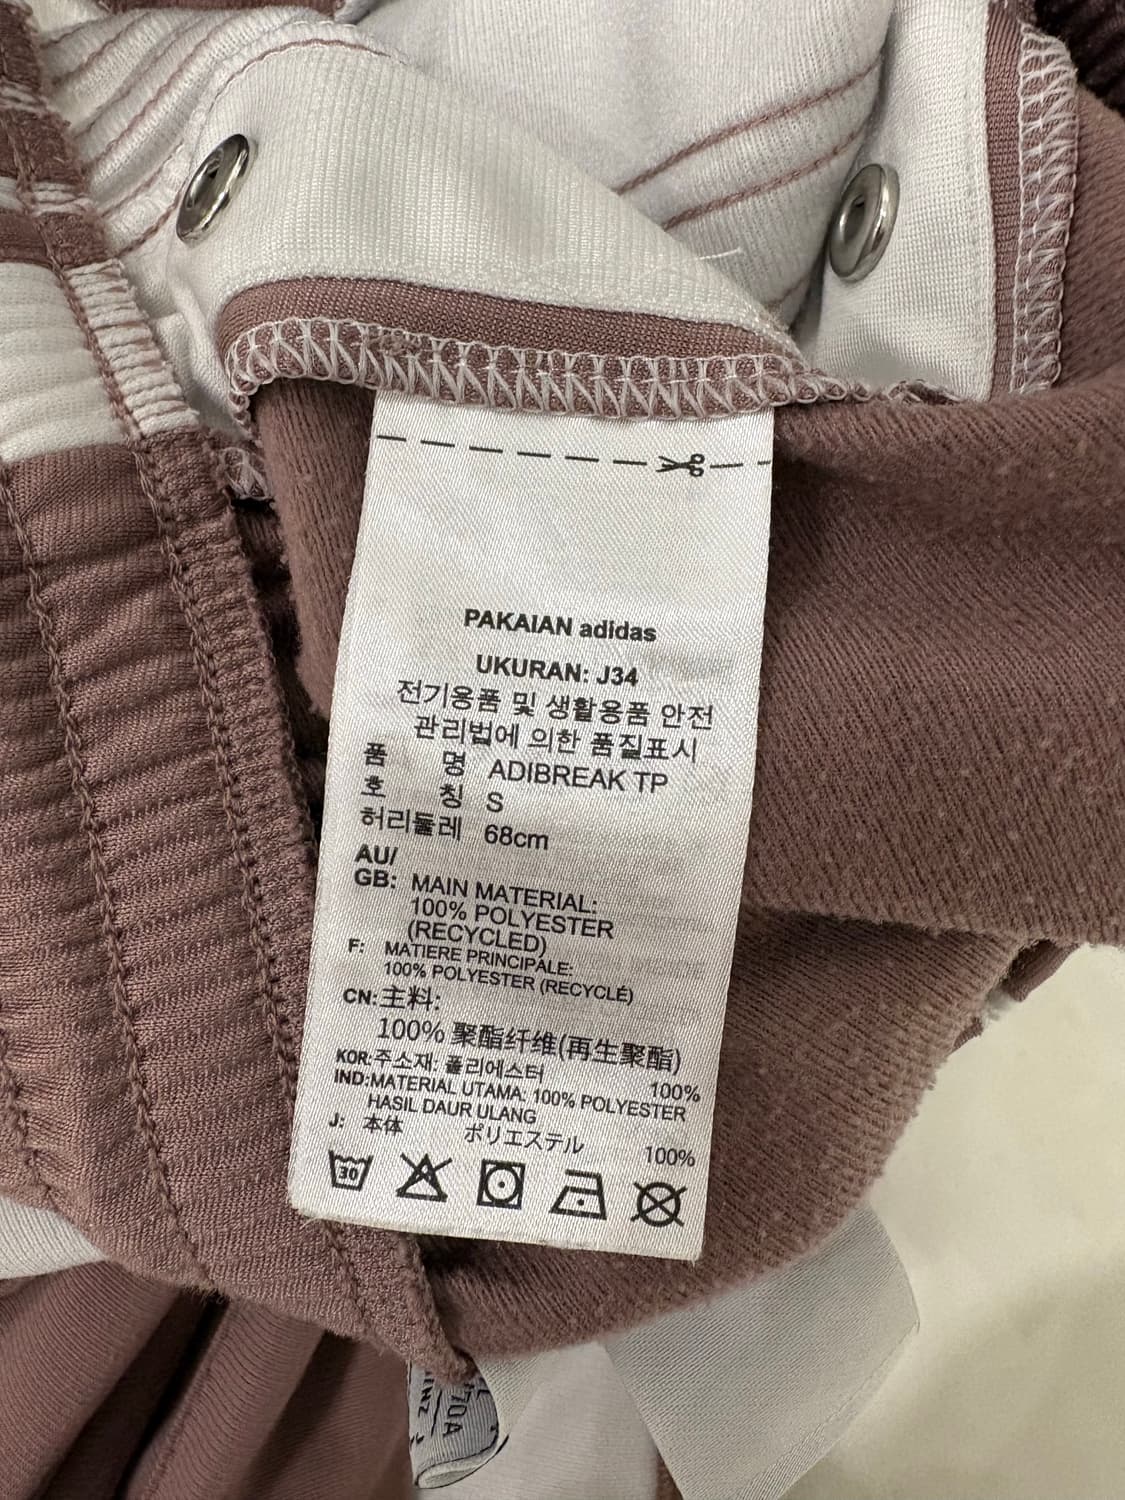 PAKAIAN adidas
UKURAN: J34
전기용품 및 생활용품 안전
관리법에 의한 품질표시
품 명 ADIBREAK TP
호 칭 S
허리둘레 68cm
AU/
GB: MAIN MATERIAL:
100% POLYESTER
(RECYCLED)
F: MATIERE PRINCIPALE:
100% POLYESTER (RECYCLÉ)
CN:主料:
100% 聚酯纤维(再生聚酯)
KOR:주소재: 폴리에스터 100%
IND:MATERIAL UTAMA: 100% POLYESTER
HASIL DAUR ULANG
J: 本体 ポリエステル 100%
30